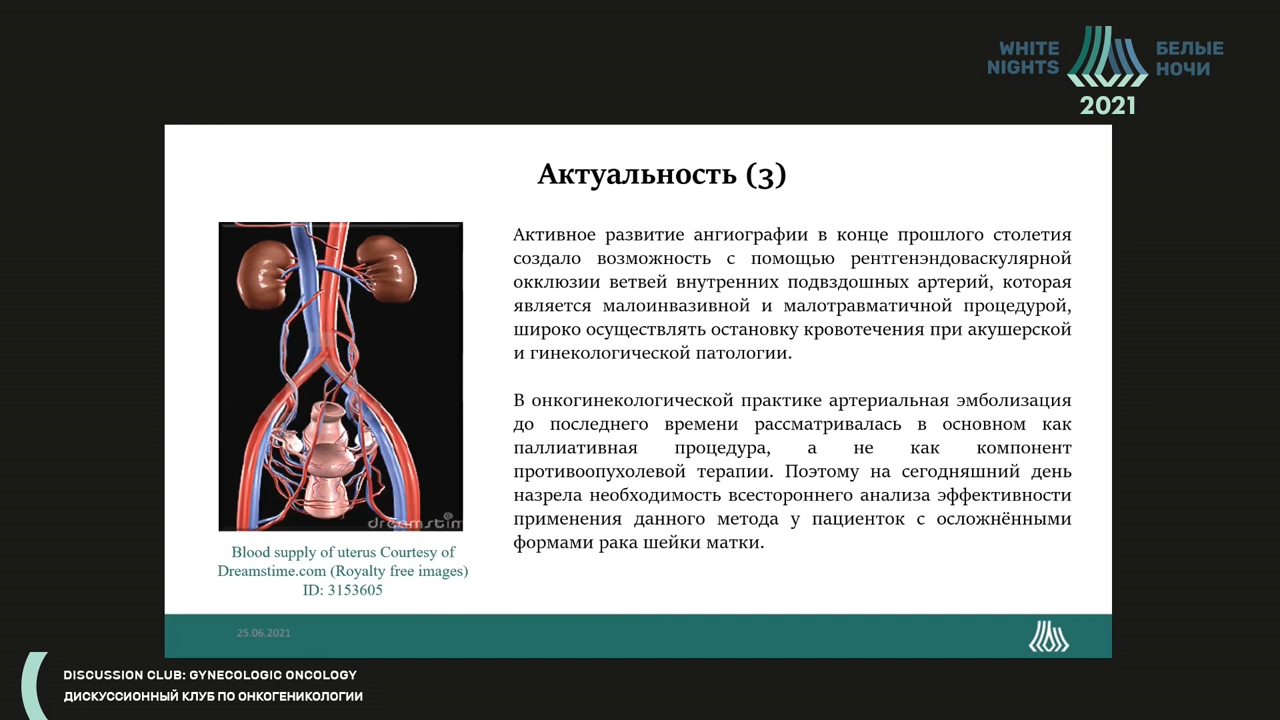 WHITE
NIGHTS
БЕЛЫЕ
НОЧИ
2021
Актуальность (3)
Активное развитие ангиографии в конце прошлого столетия
создало возможность с помощью рентгенэндоваскулярной
окклюзии ветвей внутренних подвздошных артерий, которая
является малоинвазивной и малотравматичной процедурой,
широко осуществлять остановку кровотечения при акушерской
и гинекологической патологии.
В онкогинекологической практике артериальная эмболизация
до последнего времени рассматривалась в основном как
паллиативная процедура, а не как компонент
противоопухолевой терапии. Поэтому на сегодняшний день
назрела необходимость всестороннего анализа эффективности
применения данного метода у пациенток с осложнёнными
формами рака шейки матки.
dreamstim
Blood supply of uterus Courtesy of
Dreamstime.com (Royalty free images)
ID: 3153605
25.06.2021
DISCUSSION CLUB: GYNECOLOGIC ONCOLOGY
ДИСКУССИОННЫЙ КЛУБ ПО ОНКОГЕНИКОЛОГИИ